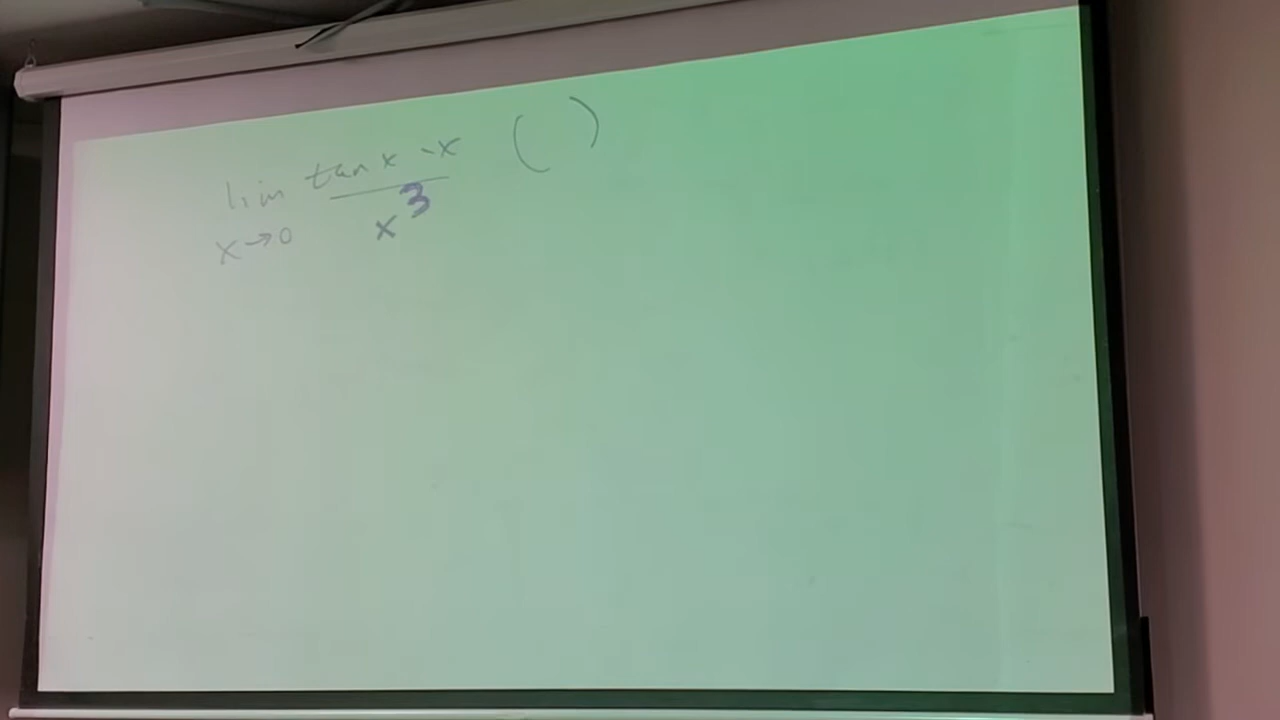 lim tan x - x ( )
x→0 x³